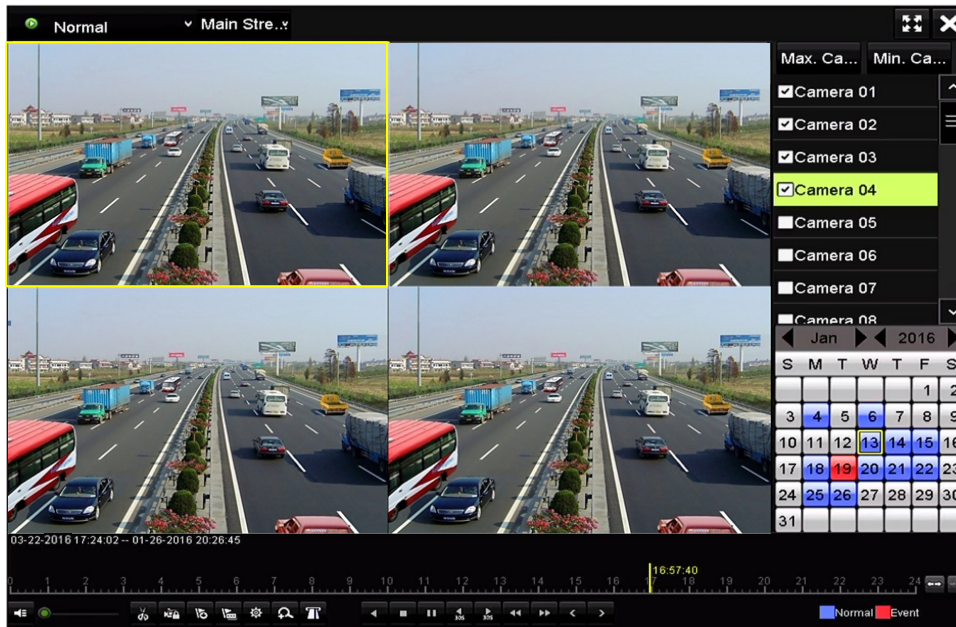 Normal
Main Stre..
Max. Ca...
Min. Ca...
Camera 01
Camera 02
Camera 03
Camera 04
Camera 05
Camera 06
Camera 07
Camera 08
Jan 2016
S M T W T F S
1 2
3 4 5 6 7 8 9
10 11 12 13 14 15 16
17 18 19 20 21 22 23
24 25 26 27 28 29 30
31
03-22-2016 17:24:02 -- 01-26-2016 20:26:45
16:57:40
0 1 2 3 4 5 6 7 8 9 10 11 12 13 14 15 16 17 18 19 20 21 22 23 24
30S 30S
Normal Event